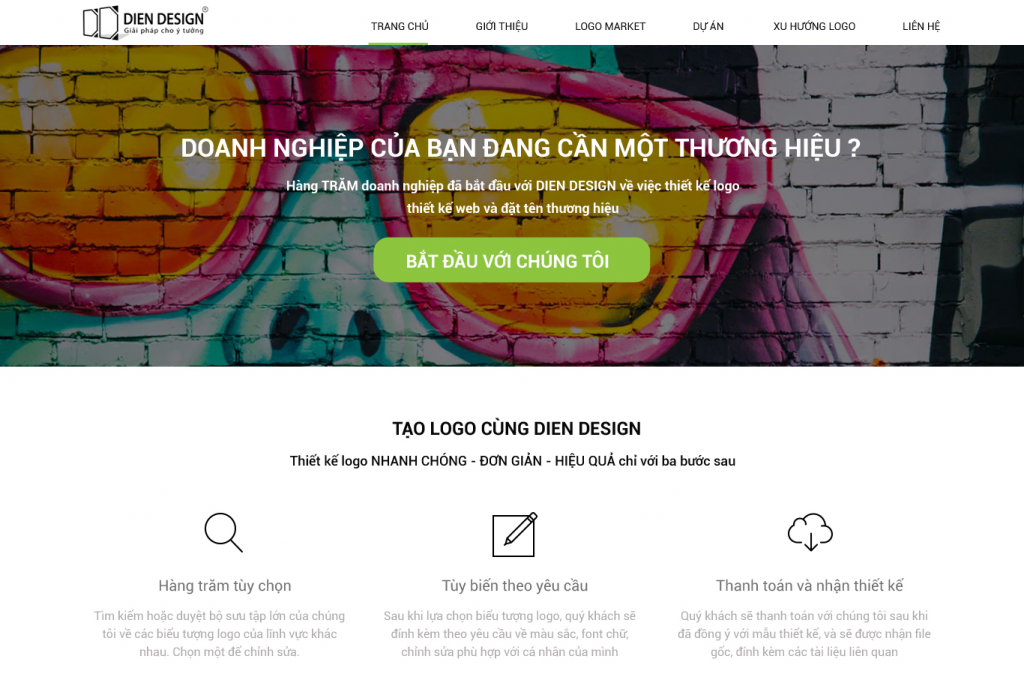 DIEN DESIGN®
Giải pháp cho ý tưởng
TRANG CHỦ GIỚI THIỆU LOGO MARKET DỰ ÁN XU HƯỚNG LOGO LIÊN HỆ
DOANH NGHIỆP CỦA BẠN ĐANG CẦN MỘT THƯƠNG HIỆU ?
Hàng TRĂM doanh nghiệp đã bắt đầu với DIEN DESIGN về việc thiết kế logo
thiết kế web và đặt tên thương hiệu
BẮT ĐẦU VỚI CHÚNG TÔI
TẠO LOGO CÙNG DIEN DESIGN
Thiết kế logo NHANH CHÓNG - ĐƠN GIẢN - HIỆU QUẢ chỉ với ba bước sau
Hàng trăm tùy chọn
Tìm kiếm hoặc duyệt bộ sưu tập lớn của chúng
tôi về các biểu tượng logo của lĩnh vực khác
nhau. Chọn một để chỉnh sửa.
Tùy biến theo yêu cầu
Sau khi lựa chọn biểu tượng logo, quý khách sẽ
đính kèm theo yêu cầu về màu sắc, font chữ,
chỉnh sửa phù hợp với cá nhân của mình
Thanh toán và nhận thiết kế
Quý khách sẽ thanh toán với chúng tôi sau khi
đã đồng ý với mẫu thiết kế, và sẽ được nhận file
gốc, đính kèm các tài liệu liên quan